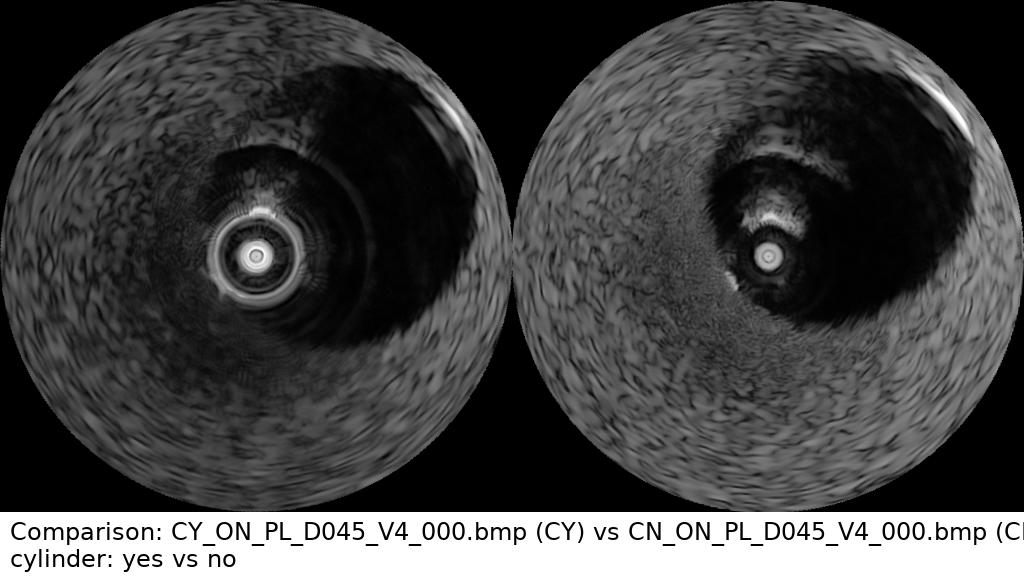 Comparison: CY_ON_PL_D045_V4_000.bmp (CY) vs CN_ON_PL_D045_V4_000.bmp
cylinder: yes vs no